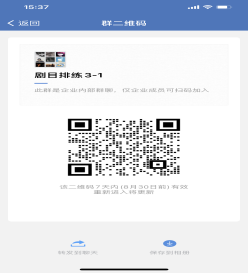 15:37
返回
群二维码
剧目排练 3-1
此群是企业内部群聊，仅企业成员可扫码加入
该二维码7天内(8月30日前)有效
重新进入将更新
转发到聊天
保存到相册